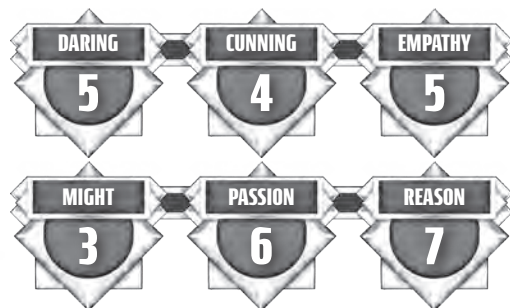 DARING CUNNING EMPATHY
5 4 5
MIGHT PASSION REASON
3 6 7